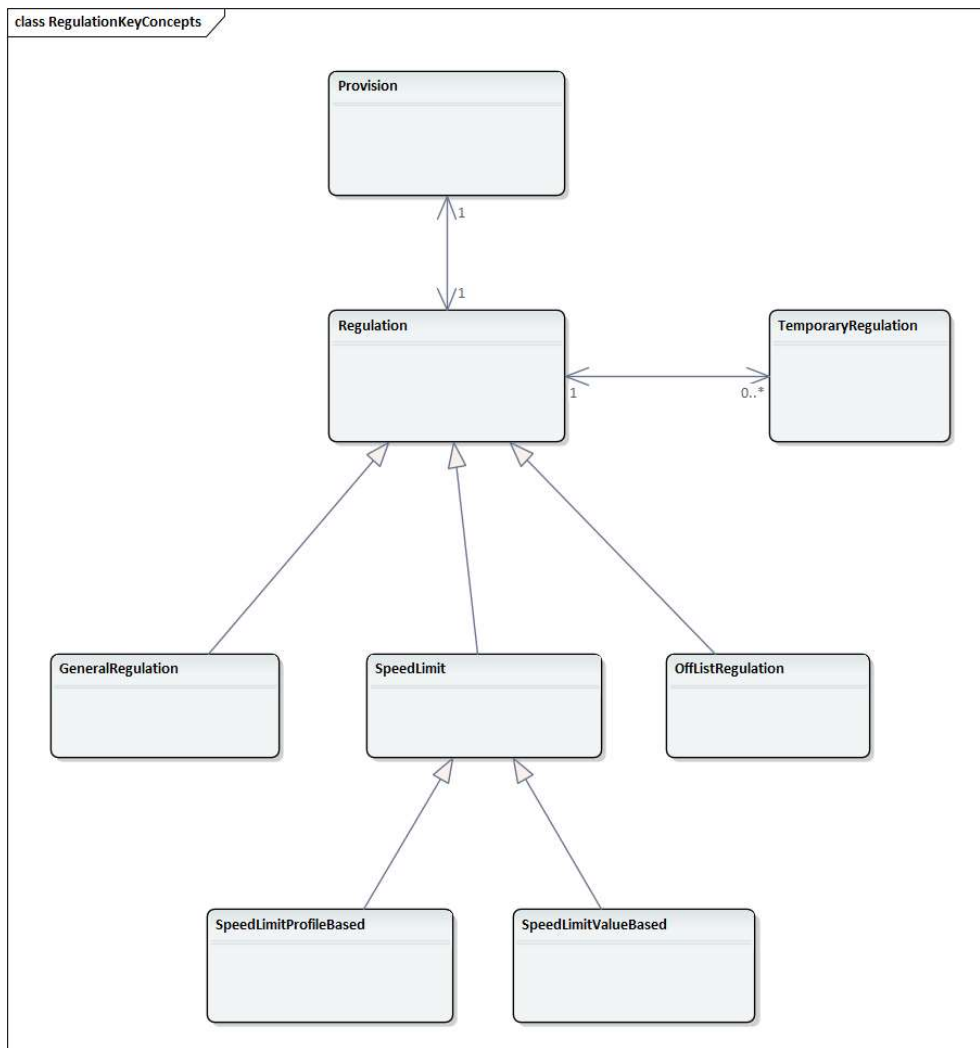 class RegulationKeyConcepts
Provision
1
1
Regulation
TemporaryRegulation
1
0..*
GeneralRegulation
SpeedLimit
OffListRegulation
SpeedLimitProfileBased
SpeedLimitValueBased